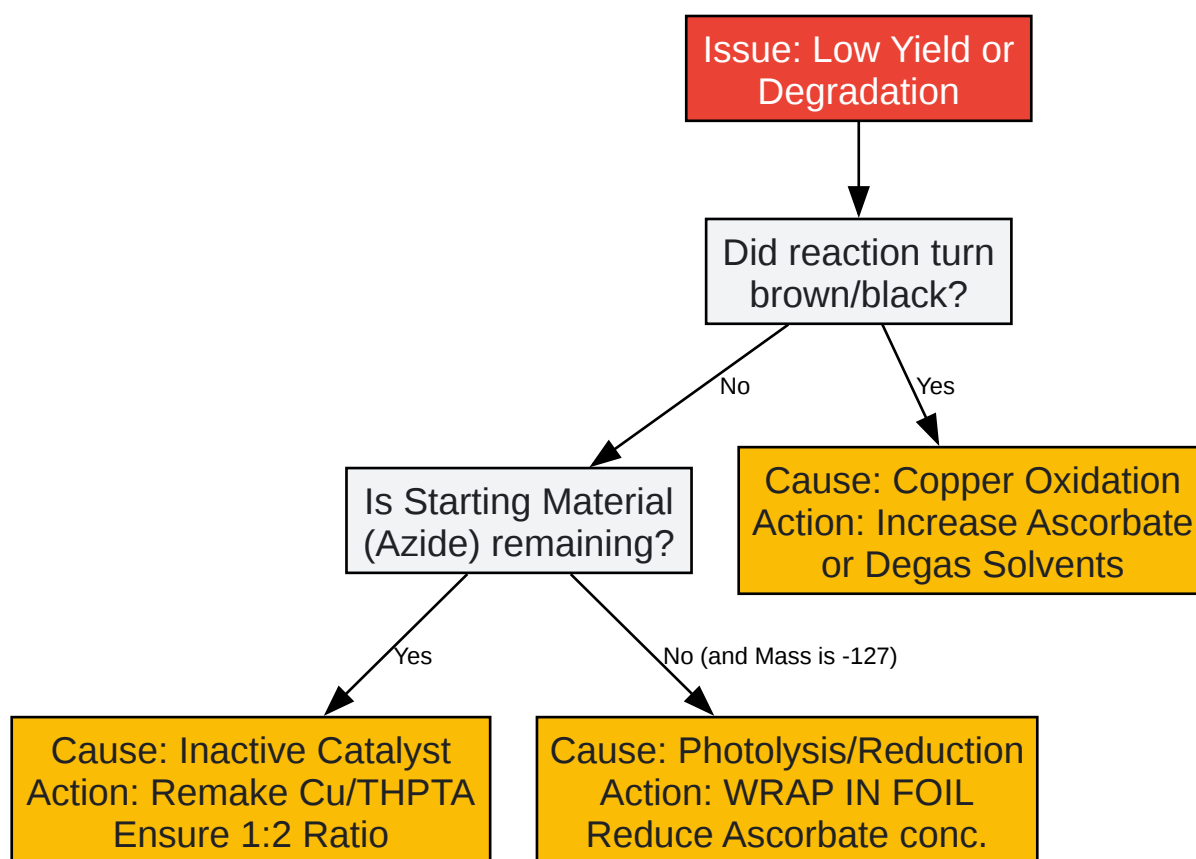 Issue: Low Yield or
Degradation
Did reaction turn
brown/black?
No
Yes
Is Starting Material
(Azide) remaining?
Cause: Copper Oxidation
Action: Increase Ascorbate
or Degas Solvents
Yes
No (and Mass is -127)
Cause: Inactive Catalyst
Action: Remake Cu/THPTA
Ensure 1:2 Ratio
Cause: Photolysis/Reduction
Action: WRAP IN FOIL
Reduce Ascorbate conc.